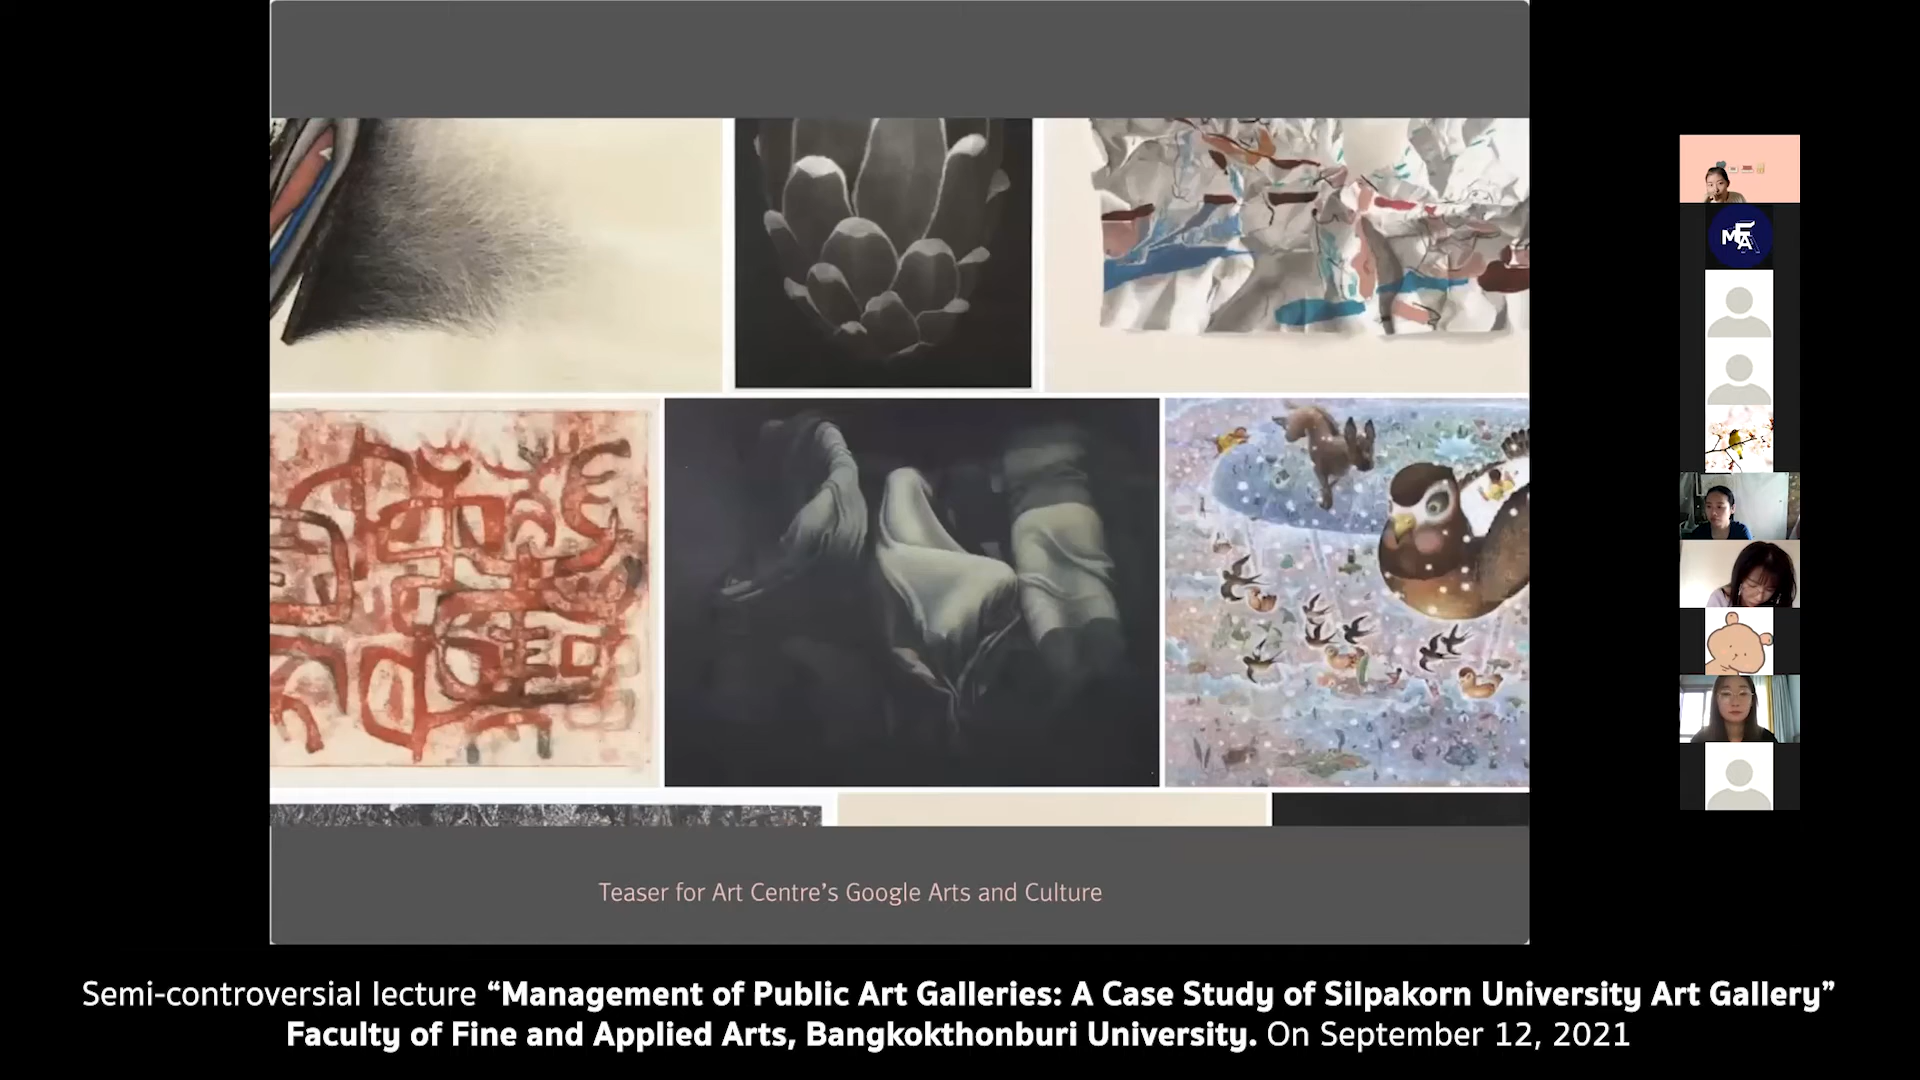 MFA
Teaser for Art Centre’s Google Arts and Culture
Semi-controversial lecture “Management of Public Art Galleries: A Case Study of Silpakorn University Art Gallery”
Faculty of Fine and Applied Arts, Bangkokthonburi University. On September 12, 2021